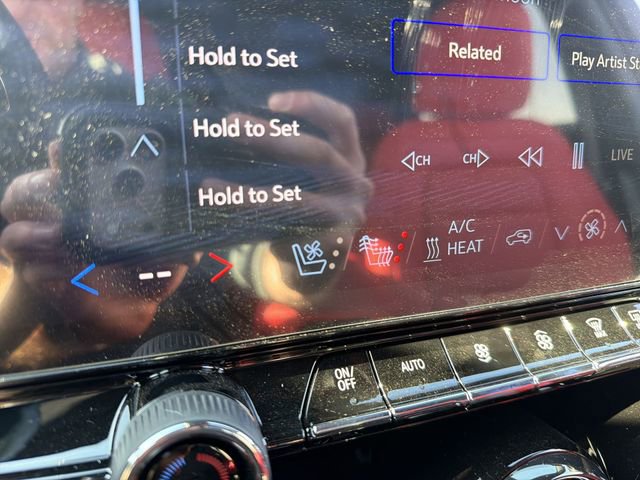 Hold to Set
Related
Play Artist St
Hold to Set
CH
CH
LIVE
Hold to Set
A/C
HEAT
--
ON/
OFF
AUTO